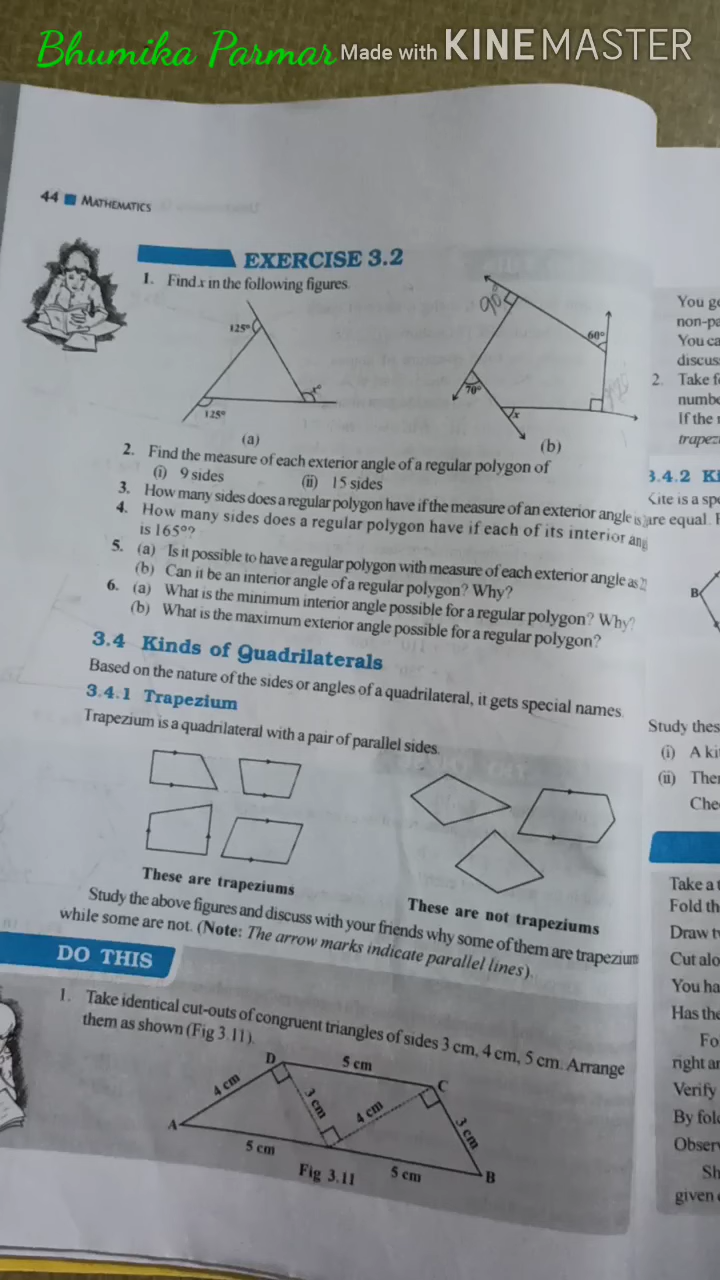 Bhumika Parmar Made with KINEMASTER
44 MATHEMATICS
EXERCISE 3.2
1. Find x in the following figures.
125°
x°
125°
(a)
90°
60°
70°
x
(b)
2. Find the measure of each exterior angle of a regular polygon of
(i) 9 sides (ii) 15 sides
3. How many sides does a regular polygon have if the measure of an exterior angle is
4. How many sides does a regular polygon have if each of its interior ang
is 165°?
5. (a) Is it possible to have a regular polygon with measure of each exterior angle as 2
(b) Can it be an interior angle of a regular polygon? Why?
6. (a) What is the minimum interior angle possible for a regular polygon? Why?
(b) What is the maximum exterior angle possible for a regular polygon?
3.4 Kinds of Quadrilaterals
Based on the nature of the sides or angles of a quadrilateral, it gets special names.
3.4.1 Trapezium
Trapezium is a quadrilateral with a pair of parallel sides.
These are trapeziums
These are not trapeziums
Study the above figures and discuss with your friends why some of them are trapezium
while some are not. (Note: The arrow marks indicate parallel lines).
DO THIS
1. Take identical cut-outs of congruent triangles of sides 3 cm, 4 cm, 5 cm. Arrange
them as shown (Fig 3.11).
D
5 cm
C
4 cm
3 cm
4 cm
3 cm
A
5 cm
5 cm
B
Fig 3.11
You g
non-pa
You ca
discus
2. Take f
numbe
If the
trapez
3.4.2 Ki
Kite is a spe
are equal.
B
Study thes
(i) A ki
(ii) The
Che
Take a
Fold th
Draw t
Cut alo
You ha
Has the
Fo
right a
Verify
By fol
Obser
Sh
given